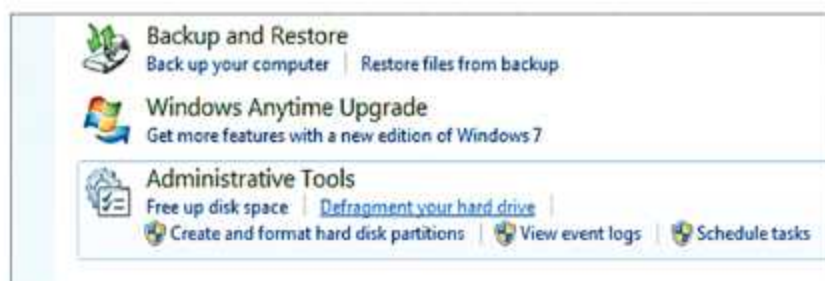 Backup and Restore
Back up your computer | Restore files from backup
Windows Anytime Upgrade
Get more features with a new edition of Windows 7
Administrative Tools
Free up disk space | Defragment your hard drive |
Create and format hard disk partitions | View event logs | Schedule tasks